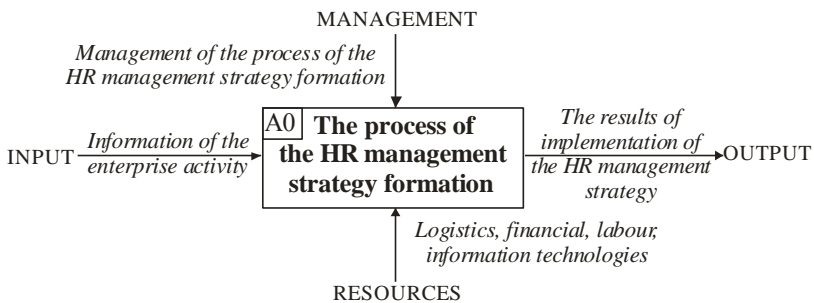 MANAGEMENT
Management of the process of the
HR management strategy formation
A0
The process of
the HR management
strategy formation
INPUT
Information of the
enterprise activity
The results of
implementation of
the HR management
strategy
OUTPUT
Logistics, financial, labour,
information technologies
RESOURCES